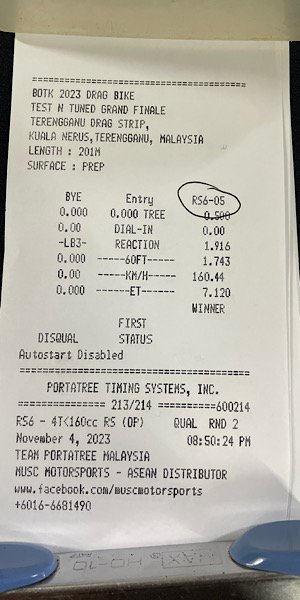 ================================
BOTK 2023 DRAG BIKE
TEST N TUNED GRAND FINALE
TERENGGANU DRAG STRIP,
KUALA NERUS,TERENGGANU, MALAYSIA
LENGTH : 201M
SURFACE : PREP
BYE Entry RS6-05
0.000 0.000 TREE 0.500
0.00 DIAL-IN 0.00
-LB3- REACTION 1.916
0.000 ------60FT------ 1.743
0.00 ------KM/H------ 160.44
0.000 -------ET------- 7.120
WINNER
FIRST
DISQUAL STATUS
Autostart Disabled
================================
PORTATREE TIMING SYSTEMS, INC.
=========== 213/214 ==========600214
RS6 - 4T<160cc RS (OP) QUAL RND 2
November 4, 2023 08:50:24 PM
TEAM PORTATREE MALAYSIA
MUSC MOTORSPORTS - ASEAN DISTRIBUTOR
www.facebook.com/muscmotorsports
+6016-6681490